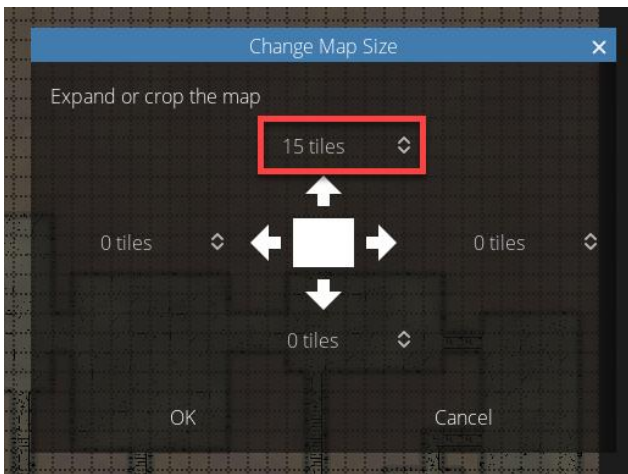 Change Map Size
Expand or crop the map
15 tiles
0 tiles
0 tiles
0 tiles
OK Cancel